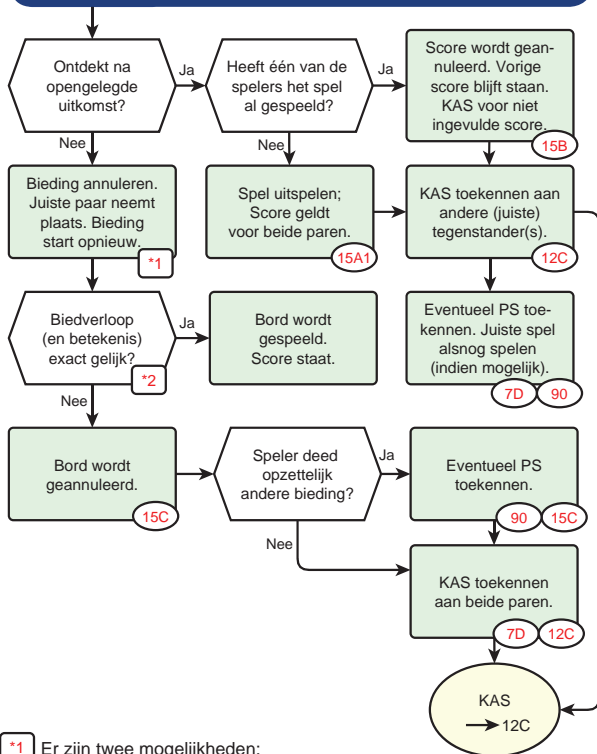 Ontdekt na
opengelegde
uitkomst?
Ja
Heeft één van de
spelers het spel
al gespeeld?
Ja
Score wordt gean-
nuleerd. Vorige
score blijft staan.
KAS voor niet
ingevulde score.
15B
Nee
Nee
Bieding annuleren.
Juiste paar neemt
plaats. Bieding
start opnieuw.
*1
Spel uitspelen;
Score geldt
voor beide paren.
15A1
KAS toekennen aan
andere (juiste)
tegenstander(s).
12C
Biedverloop
(en betekenis)
exact gelijk?
*2
Ja
Bord wordt
gespeeld.
Score staat.
Eventueel PS toe-
kennen. Juiste spel
alsnog spelen
(indien mogelijk).
7D
90
Nee
Bord wordt
geannuleerd.
15C
Speler deed
opzettelijk
andere bieding?
Ja
Eventueel PS
toekennen.
90
15C
Nee
KAS toekennen
aan beide paren.
7D
12C
KAS
12C
*1 Er zijn twee mogelijkheden: